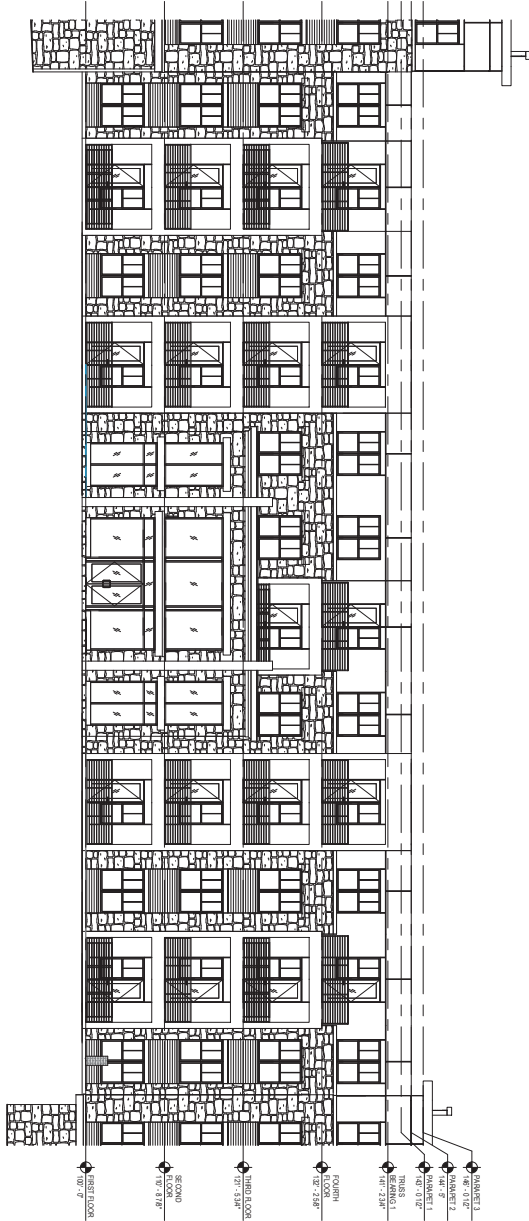 PARAPET 3
146' - 0 1/2"
PARAPET 2
144' - 5"
PARAPET 1
143' - 0 1/2"
TRUSS
BEARING 1
141' - 2 3/4"
FOURTH
FLOOR
132' - 2 5/8"
THIRD FLOOR
121' - 5 3/4"
SECOND
FLOOR
110' - 8 7/8"
FIRST FLOOR
100' - 0"